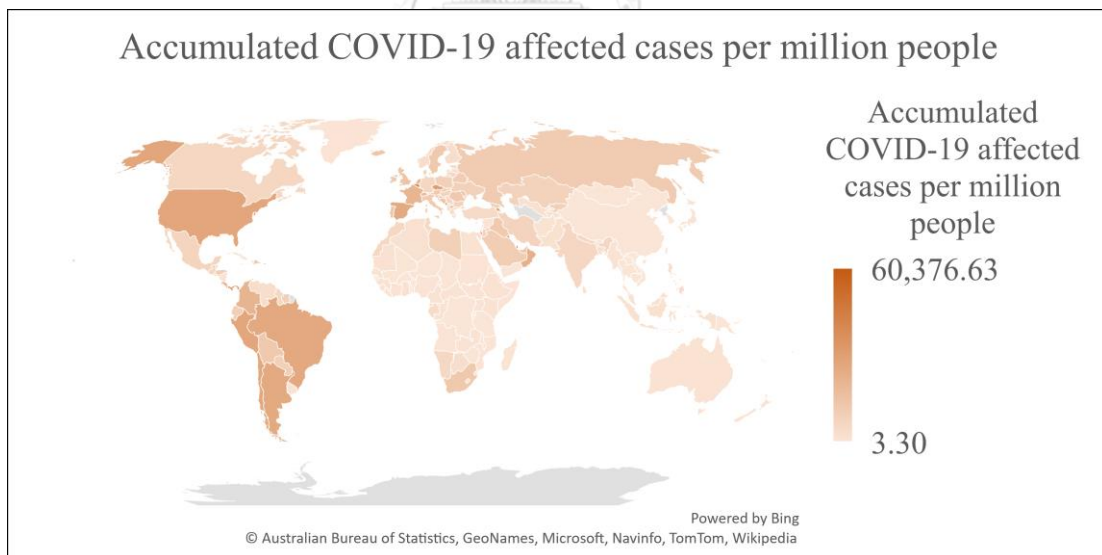 Accumulated COVID-19 affected cases per million people
Accumulated
COVID-19 affected
cases per million
people
60,376.63
3.30
Powered by Bing
© Australian Bureau of Statistics, GeoNames, Microsoft, Navinfo, TomTom, Wikipedia